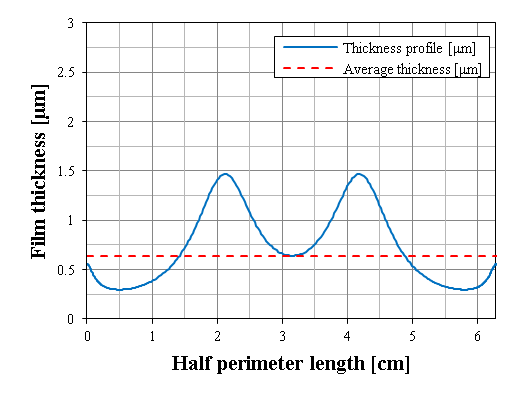 3
Thickness profile [µm]
Average thickness [µm]
2.5
2
1.5
1
0.5
0
Film thickness [µm]
0 1 2 3 4 5 6
Half perimeter length [cm]